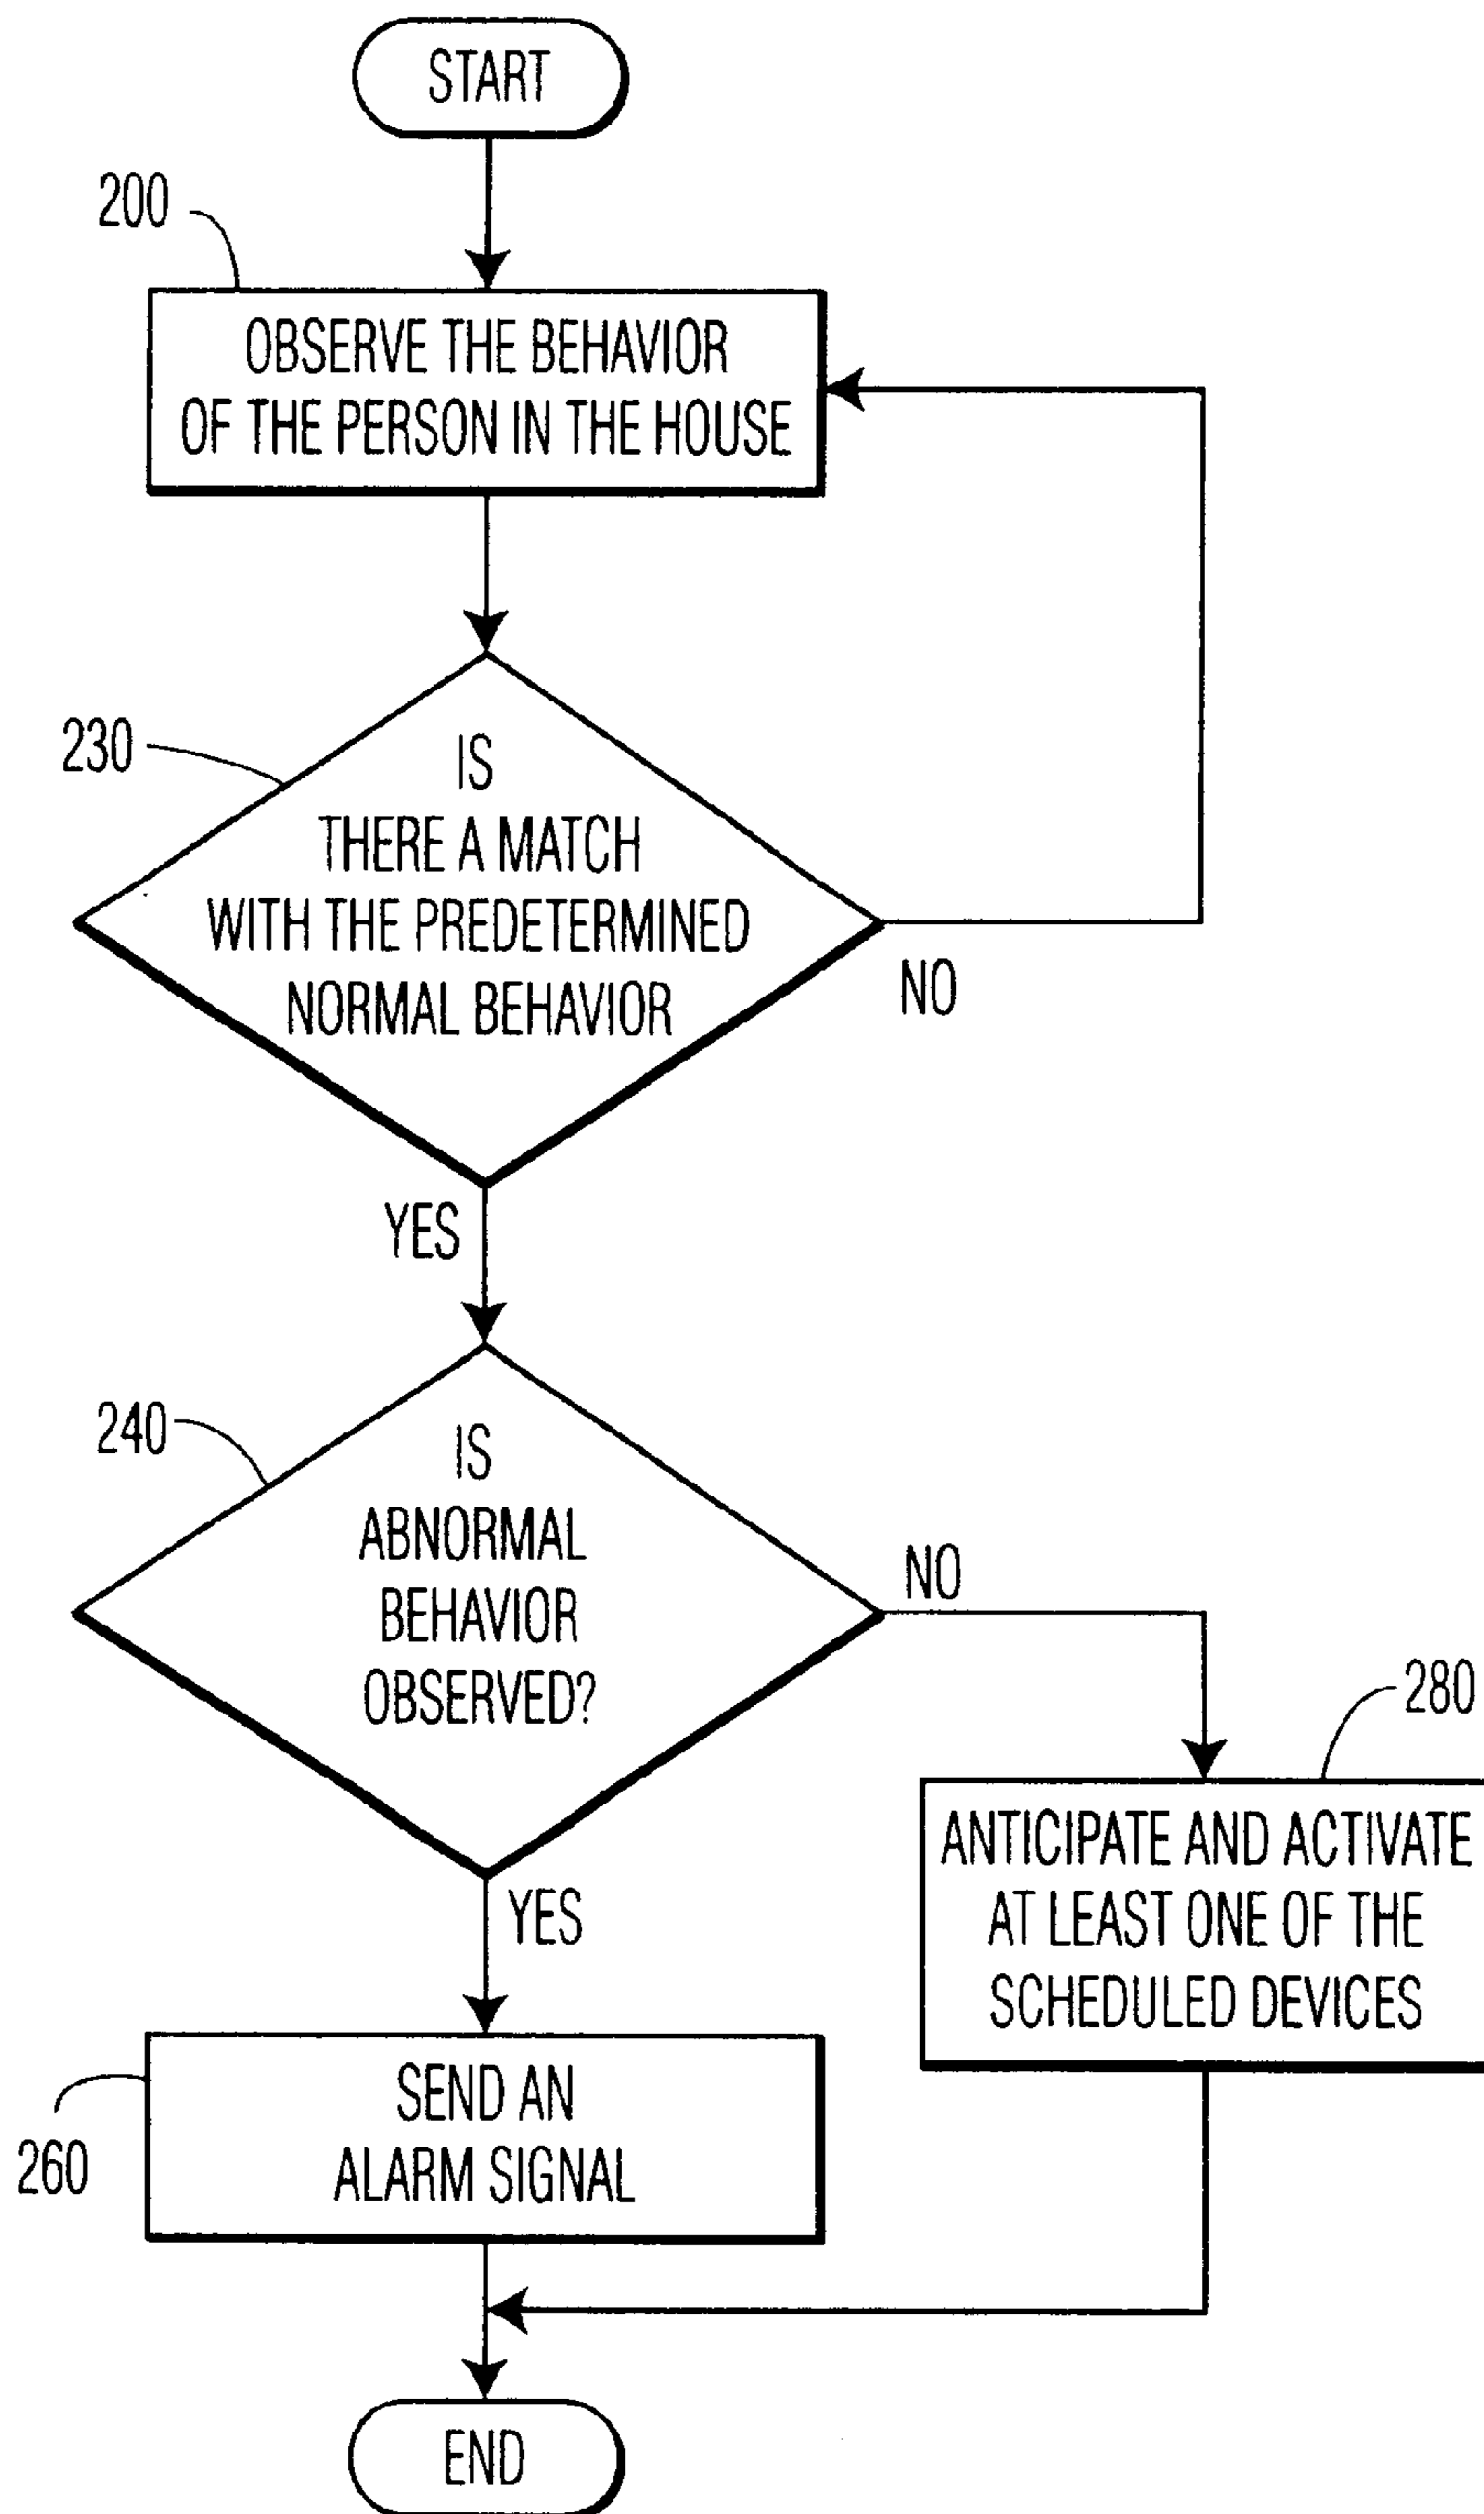 START
200
OBSERVE THE BEHAVIOR
OF THE PERSON IN THE HOUSE
230
IS
THERE A MATCH
WITH THE PREDETERMINED
NORMAL BEHAVIOR
NO
YES
240
IS
ABNORMAL
BEHAVIOR
OBSERVED?
NO
280
ANTICIPATE AND ACTIVATE
AT LEAST ONE OF THE
SCHEDULED DEVICES
YES
SEND AN
ALARM SIGNAL
260
END